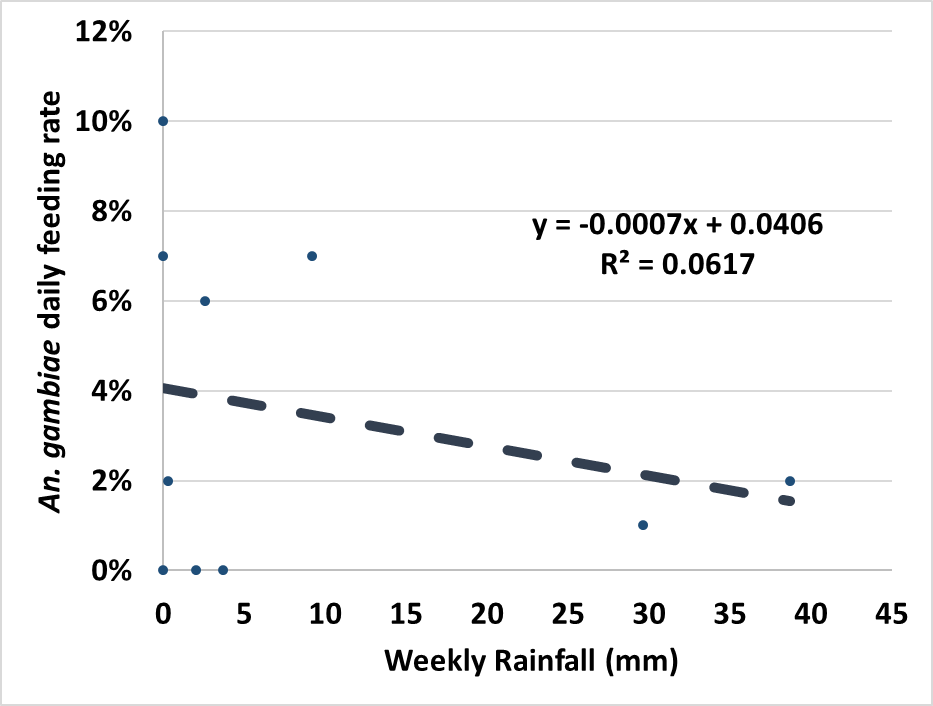 12%
10%
8%
6%
4%
2%
0%
An. gambiae daily feeding rate
y = -0.0007x + 0.0406
R² = 0.0617
0 5 10 15 20 25 30 35 40 45
Weekly Rainfall (mm)